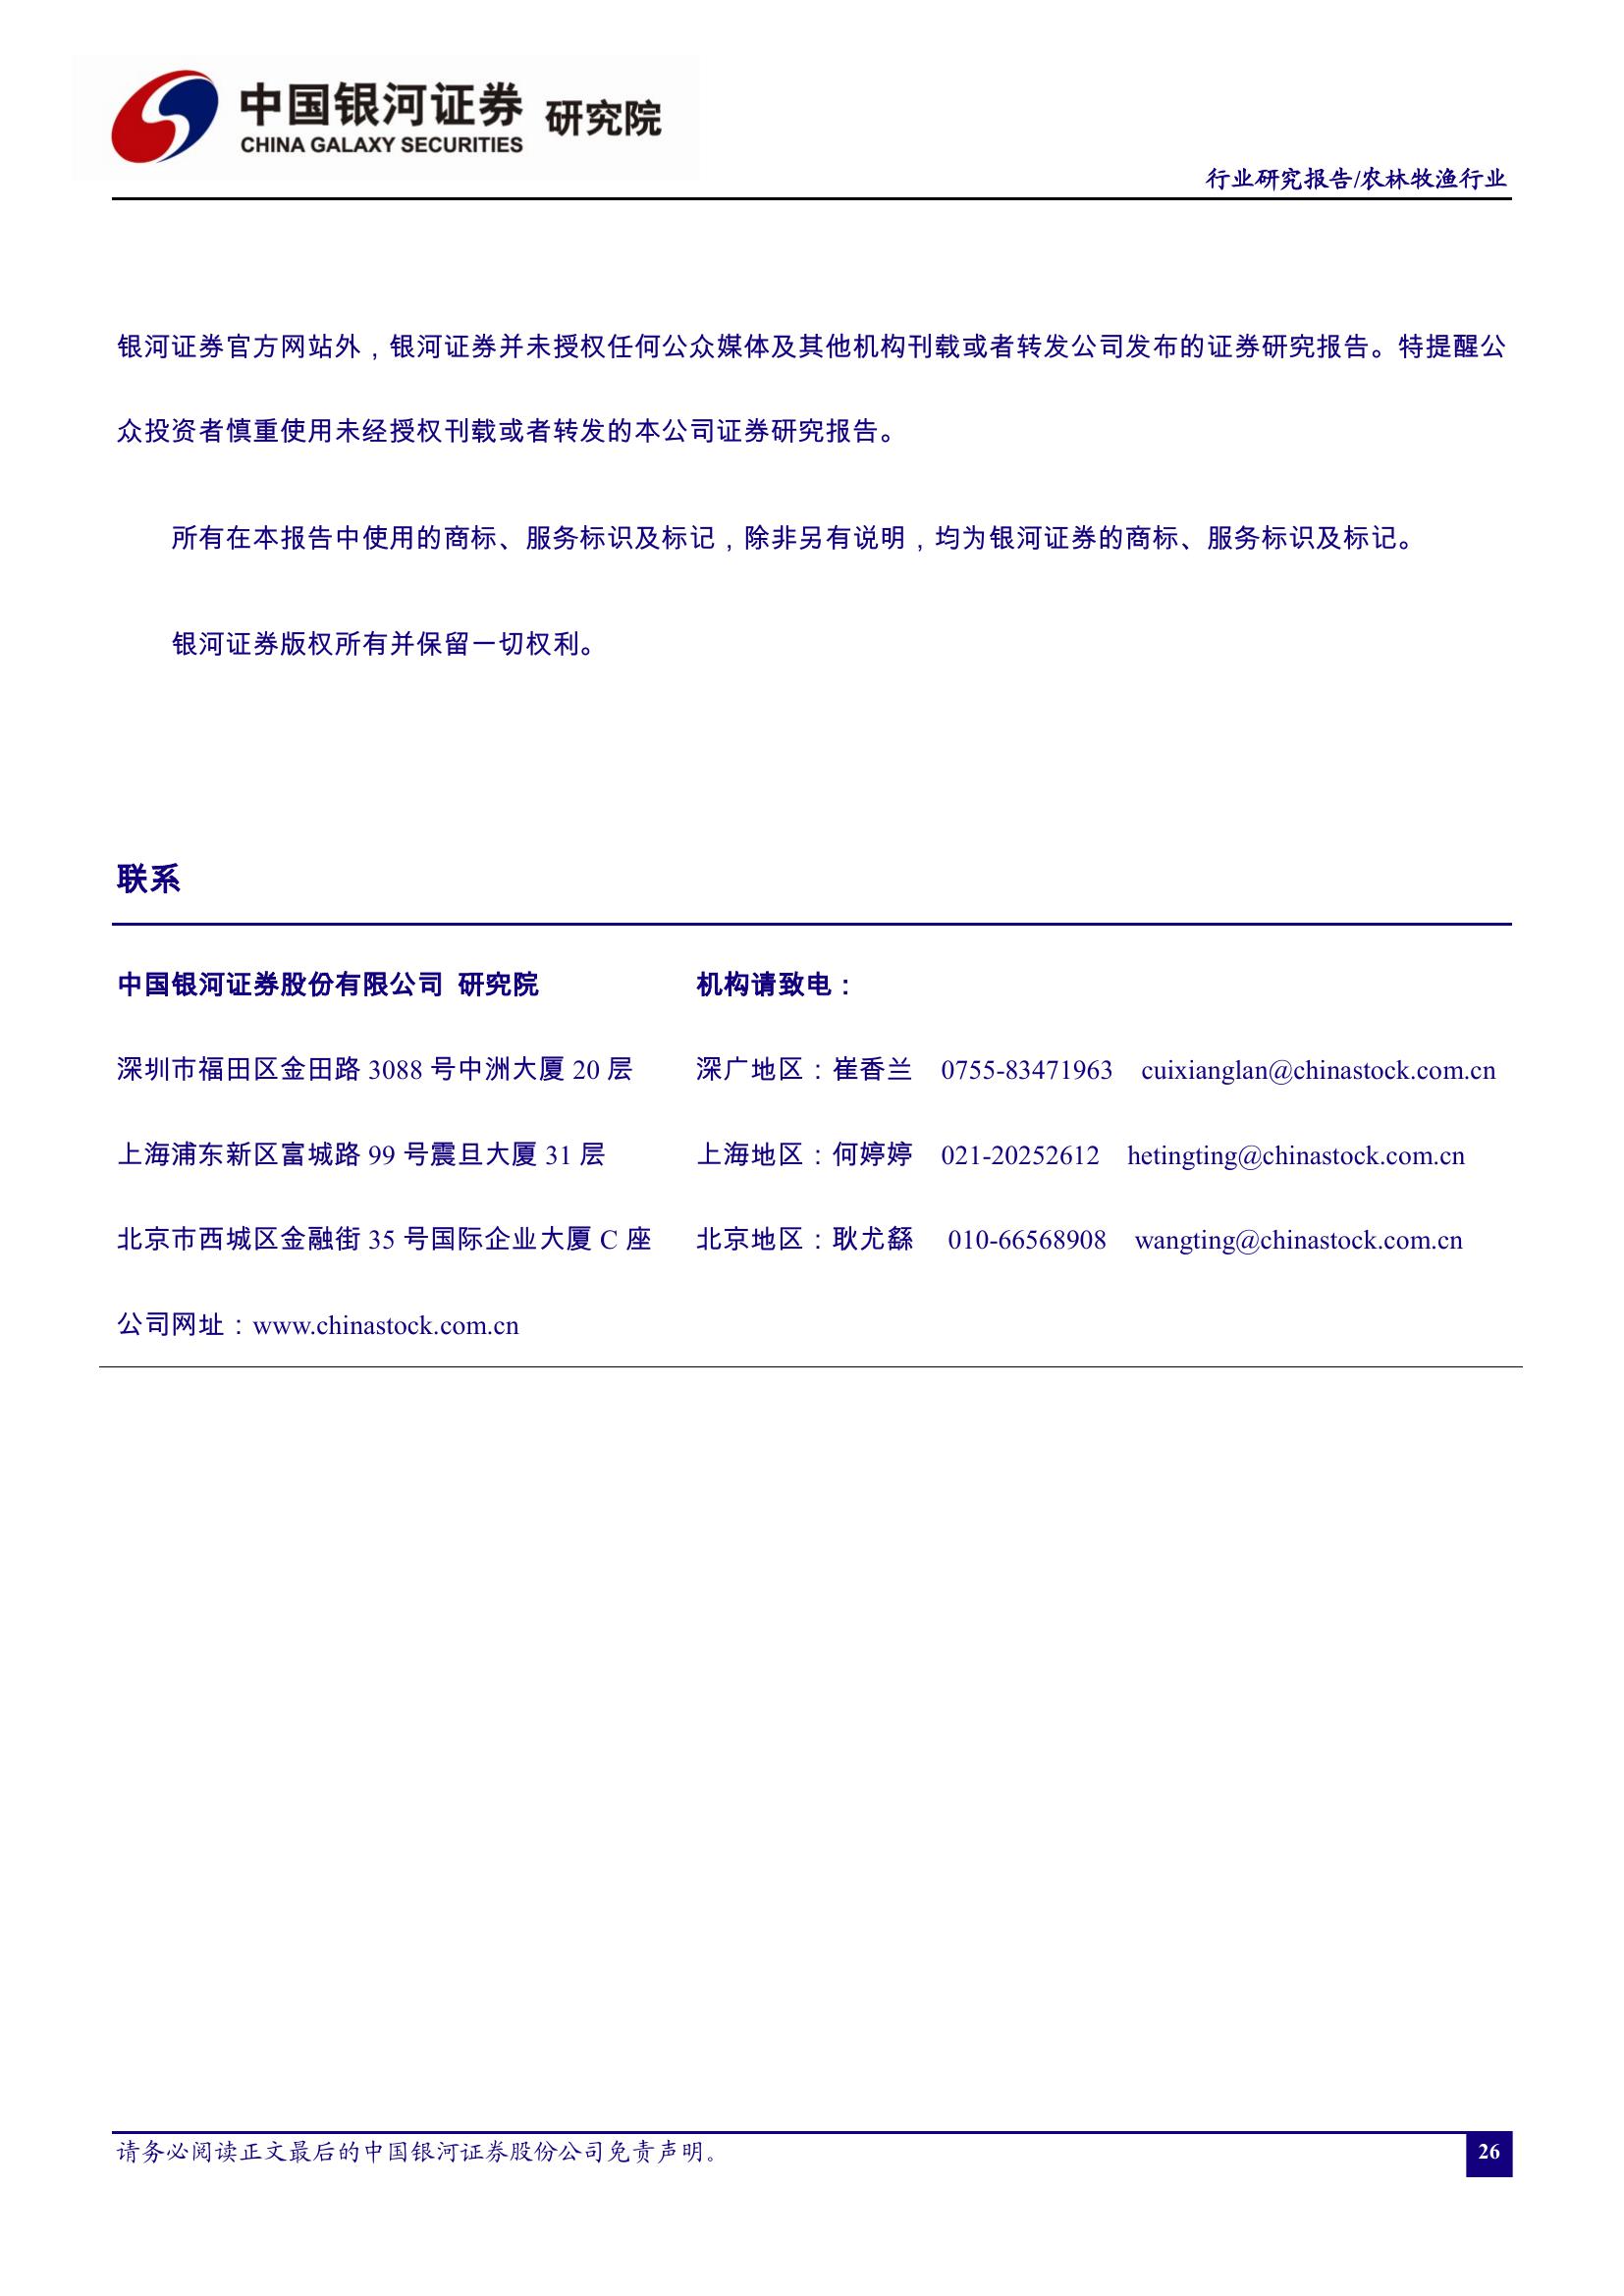 中国银河证券 研究院
CHINA GALAXY SECURITIES
行业研究报告/农林牧渔行业
银河证券官方网站外，银河证券并未授权任何公众媒体及其他机构刊载或者转发公司发布的证券研究报告。特提醒公
众投资者慎重使用未经授权刊载或者转发的本公司证券研究报告。
所有在本报告中使用的商标、服务标识及标记，除非另有说明，均为银河证券的商标、服务标识及标记。
银河证券版权所有并保留一切权利。
联系
中国银河证券股份有限公司 研究院 机构请致电：
深圳市福田区金田路 3088 号中洲大厦 20 层 深广地区：崔香兰 0755-83471963 cuixianglan@chinastock.com.cn
上海浦东新区富城路 99 号震旦大厦 31 层 上海地区：何婷婷 021-20252612 hetingting@chinastock.com.cn
北京市西城区金融街 35 号国际企业大厦 C 座 北京地区：耿尤繇 010-66568908 wangting@chinastock.com.cn
公司网址：www.chinastock.com.cn
请务必阅读正文最后的中国银河证券股份公司免责声明。
26